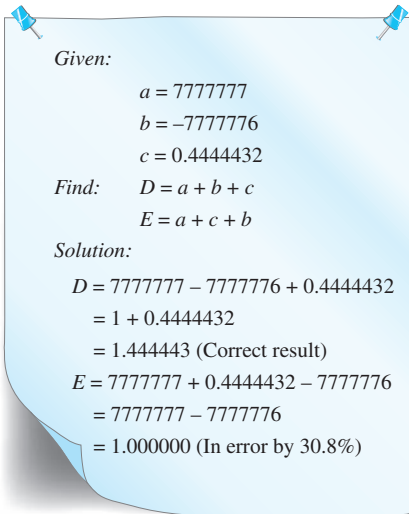 Given:
a = 7777777
b = –7777776
c = 0.4444432
Find: D = a + b + c
E = a + c + b
Solution:
D = 7777777 – 7777776 + 0.4444432
= 1 + 0.4444432
= 1.444443 (Correct result)
E = 7777777 + 0.4444432 – 7777776
= 7777777 – 7777776
= 1.000000 (In error by 30.8%)